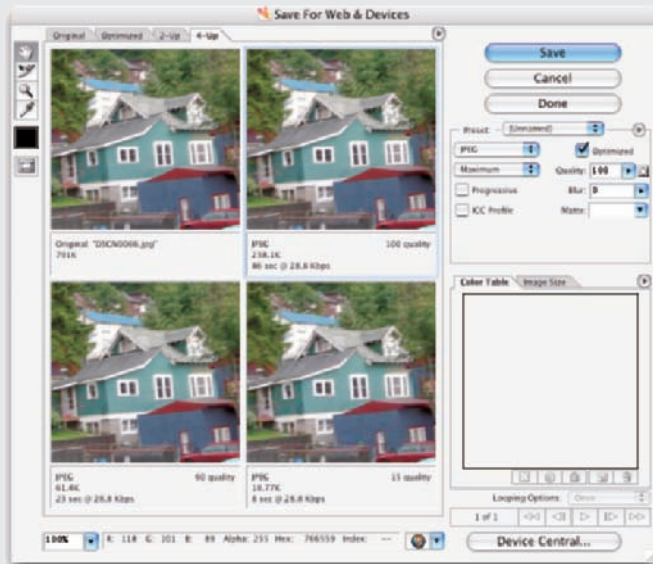 Save For Web & Devices
Original Optimized 2-Up 4-Up
Save
Cancel
Done
Preset: [Unnamed]
JPEG Optimized
Maximum Quality: 100
Progressive Blur: 0
ICC Profile Matte:
Original: "DSCN0066.jpg"
701K
JPEG 100 quality
238.1K
86 sec @ 28.8 Kbps
Color Table Image Size
JPEG 60 quality
61.4K
23 sec @ 28.8 Kbps
JPEG 15 quality
18.77K
8 sec @ 28.8 Kbps
Looping Options: Once
1 of 1
100% R: 118 G: 101 B: 89 Alpha: 255 Hex: 766559 Index: --
Device Central...